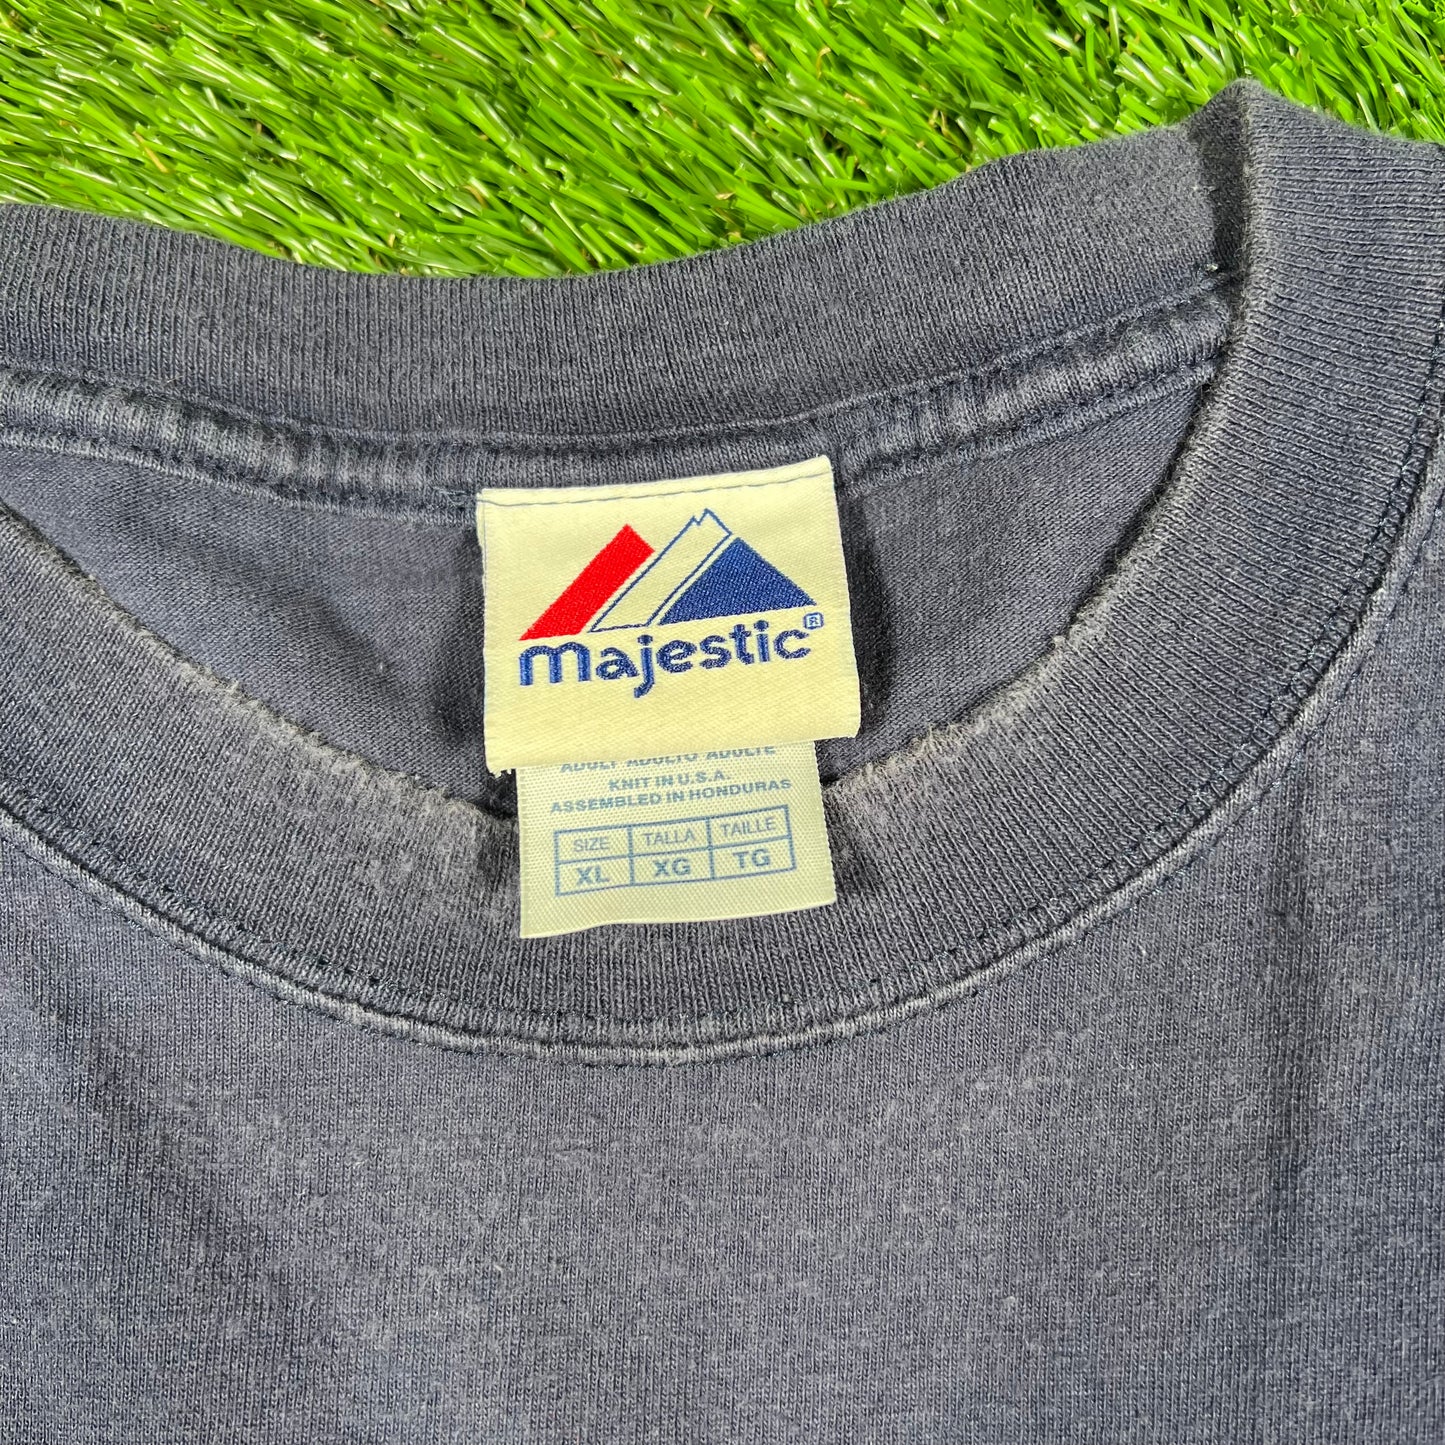 majestic®
ADULT ADULTO ADULTE
KNIT IN U.S.A.
ASSEMBLED IN HONDURAS
SIZE TALLA TAILLE
XL XG TG